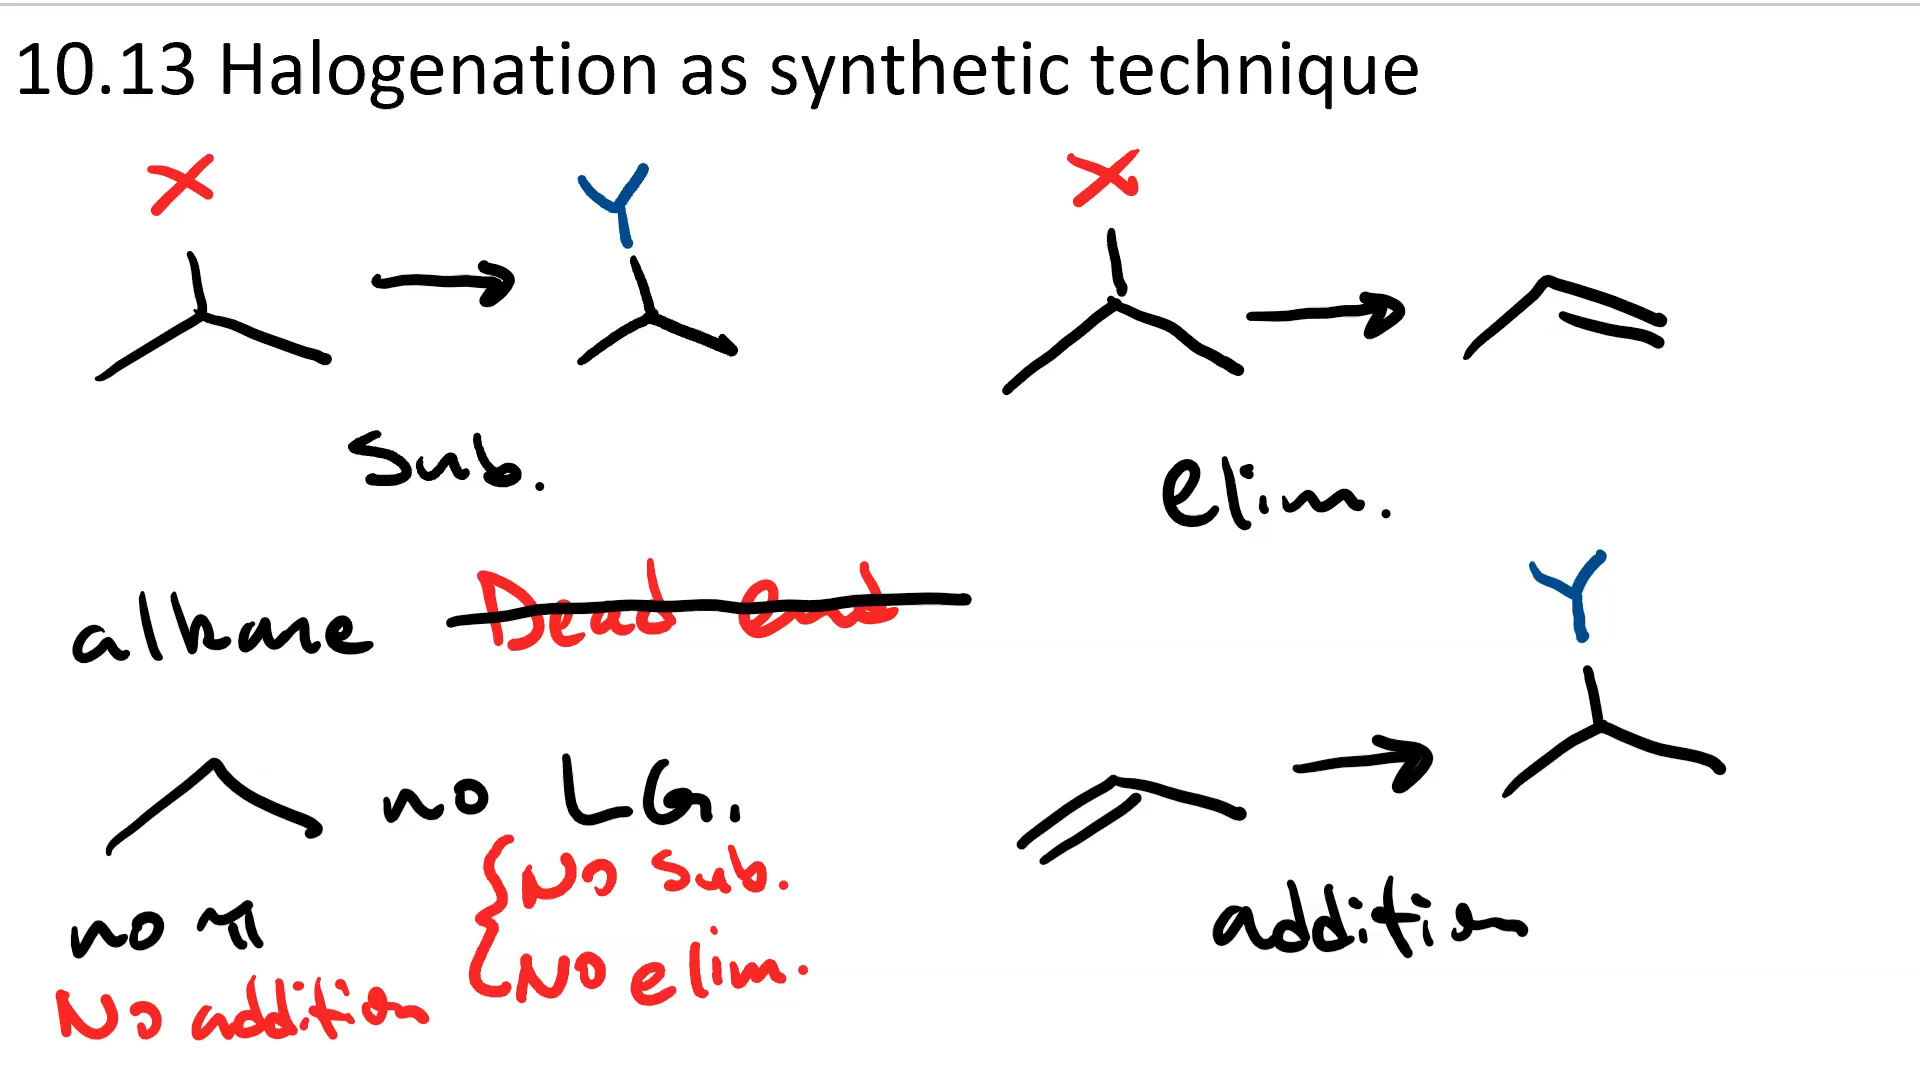 10.13 Halogenation as synthetic technique
X
Y
X
Sub.
elim.
alkane Dead end
Y
no LG.
{No sub.
no π
{No elim.
No addition
addition